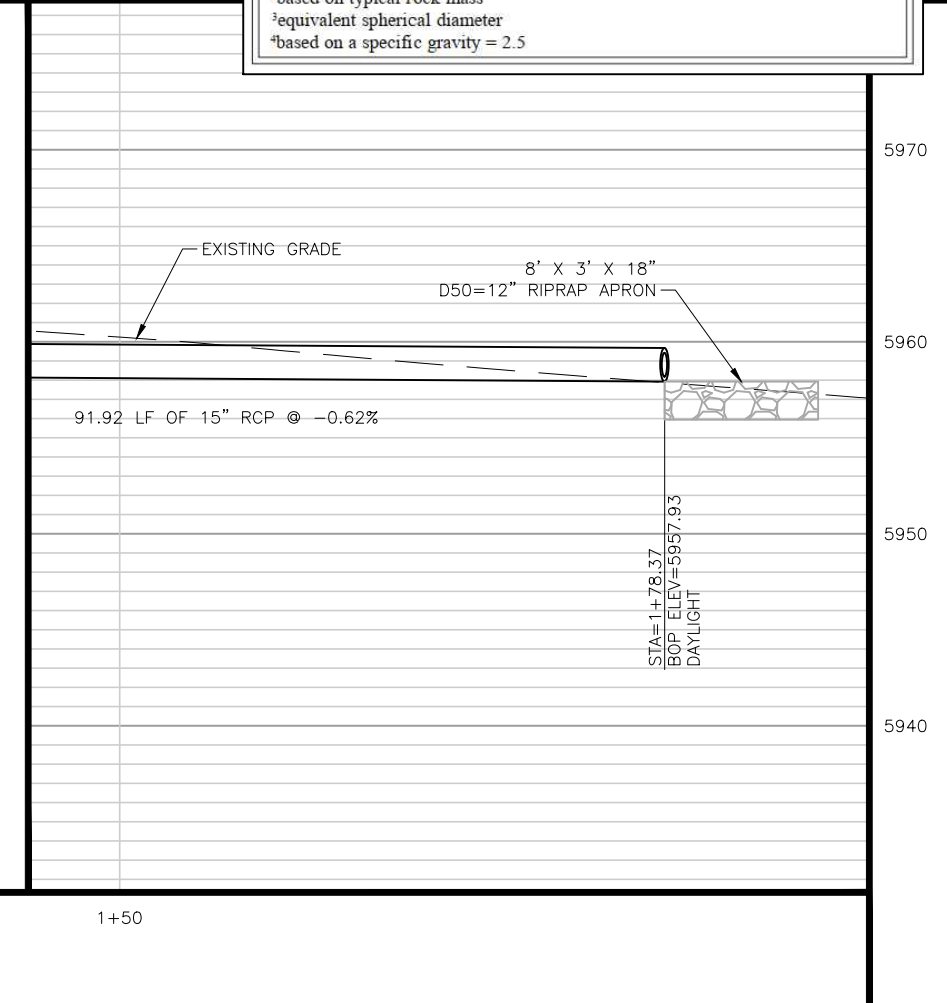 based on typical rock mass
³equivalent spherical diameter
⁴based on a specific gravity = 2.5
5970
EXISTING GRADE
8' X 3' X 18"
D50=12" RIPRAP APRON
5960
91.92 LF OF 15" RCP @ -0.62%
5950
STA=1+78.37
BOP ELEV=5957.93
DAYLIGHT
5940
1+50